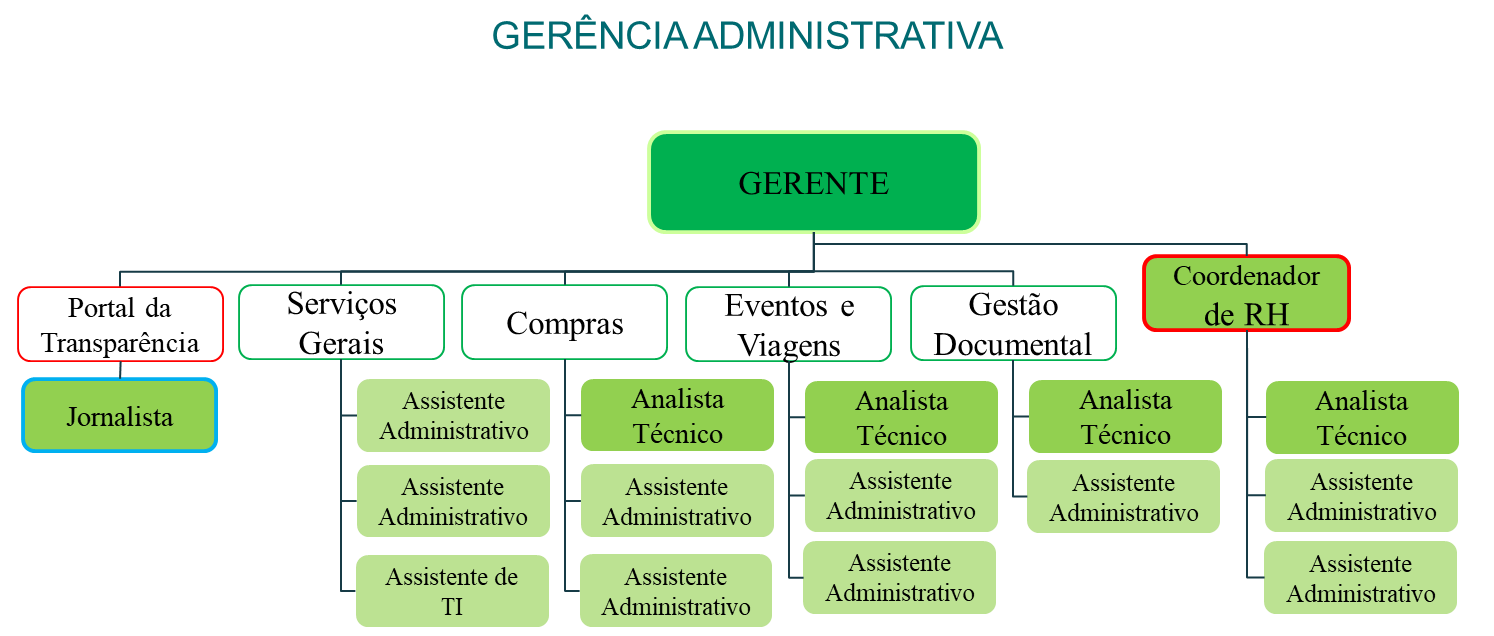 GERÊNCIA ADMINISTRATIVA
GERENTE
Portal da
Transparência
Jornalista
Serviços
Gerais
Assistente
Administrativo
Assistente
Administrativo
Assistente de
TI
Compras
Analista
Técnico
Assistente
Administrativo
Assistente
Administrativo
Eventos e
Viagens
Analista
Técnico
Assistente
Administrativo
Assistente
Administrativo
Gestão
Documental
Analista
Técnico
Assistente
Administrativo
Coordenador
de RH
Analista
Técnico
Assistente
Administrativo
Assistente
Administrativo